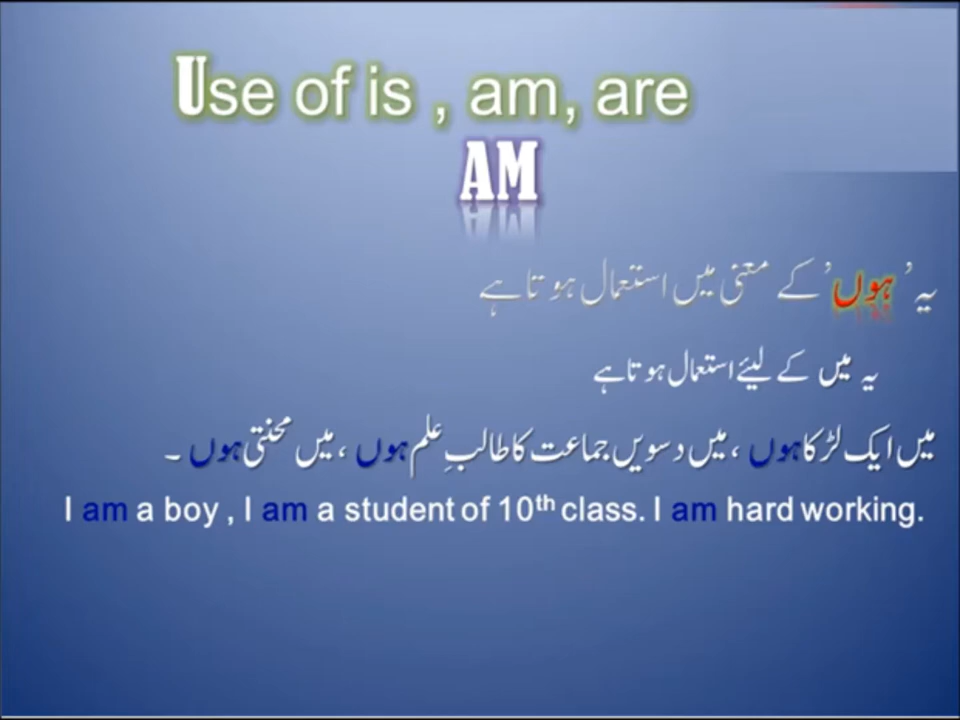 Use of is , am, are
AM
یہ ’ہوں‘ کے معنی میں استعمال ہوتا ہے
یہ میں کے لیئے استعمال ہوتا ہے
میں ایک لڑکا ہوں ، میں دسویں جماعت کا طالبِ علم ہوں ، میں محنتی ہوں ۔
I am a boy , I am a student of 10th class. I am hard working.